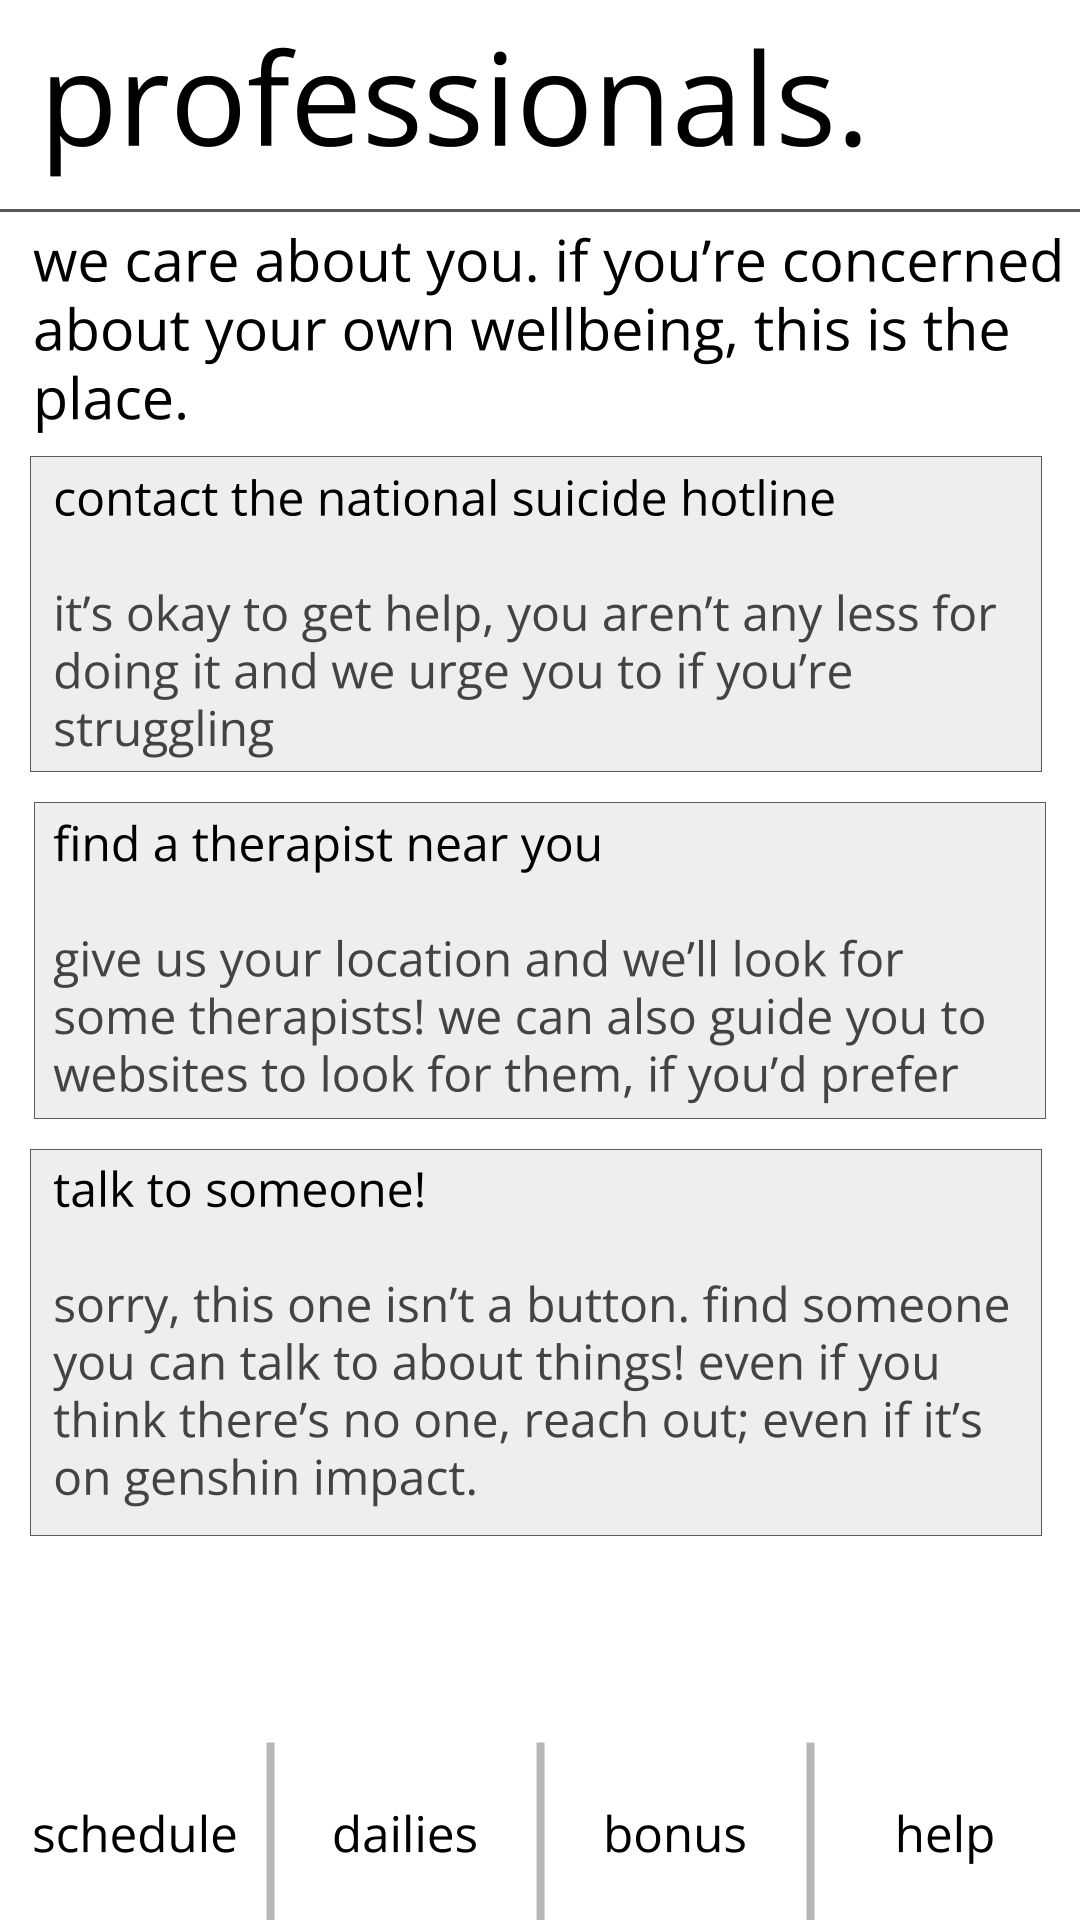 professionals.
we care about you. if you’re concerned
about your own wellbeing, this is the
place.
contact the national suicide hotline
it’s okay to get help, you aren’t any less for
doing it and we urge you to if you’re
struggling
find a therapist near you
give us your location and we’ll look for
some therapists! we can also guide you to
websites to look for them, if you’d prefer
talk to someone!
sorry, this one isn’t a button. find someone
you can talk to about things! even if you
think there’s no one, reach out; even if it’s
on genshin impact.
schedule dailies bonus help